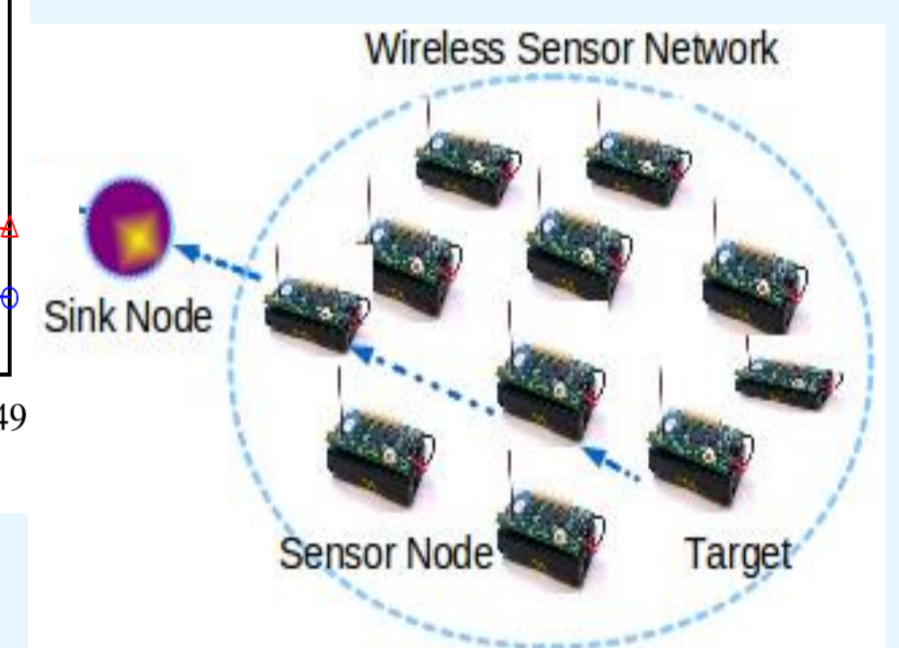 Wireless Sensor Network
Sink Node
49
Sensor Node
Target